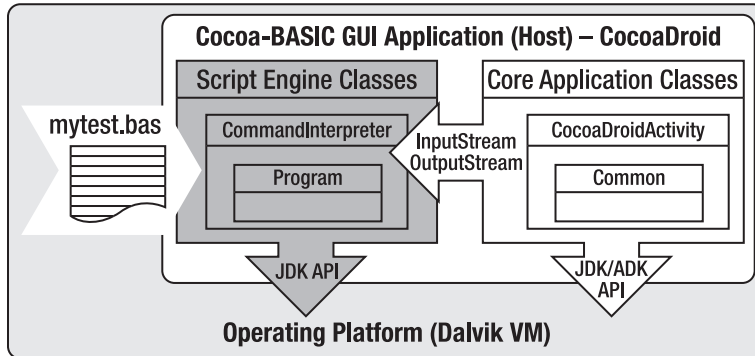 Cocoa-BASIC GUI Application (Host) – CocoaDroid
Script Engine Classes
Core Application Classes
mytest.bas
CommandInterpreter
Program
InputStream
OutputStream
CocoaDroidActivity
Common
JDK API
JDK/ADK
API
Operating Platform (Dalvik VM)